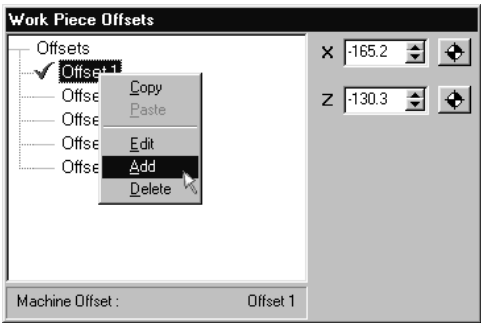 Work Piece Offsets
Offsets
Offset 1
Offse
Offse
Offse
Offse
Copy
Paste
Edit
Add
Delete
X -165.2
Z -130.3
Machine Offset : Offset 1